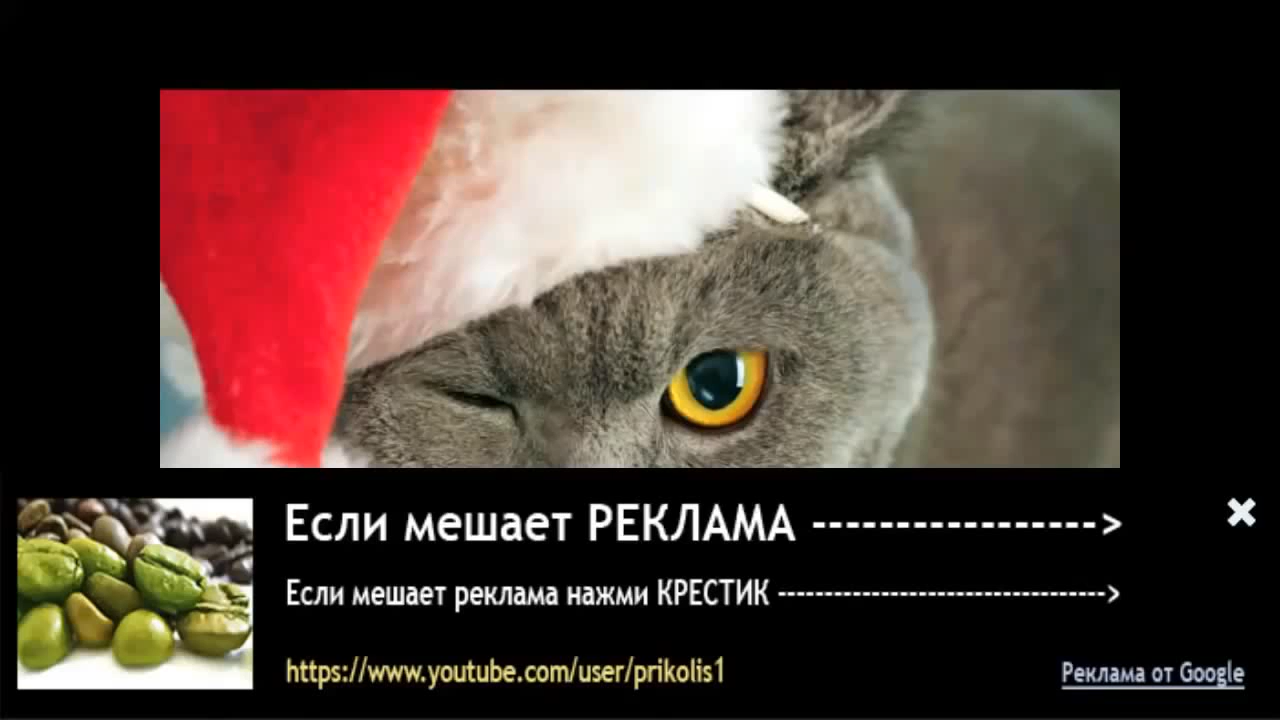 Если мешает РЕКЛАМА ----------------->
Если мешает реклама нажми КРЕСТИК ----------------------------------->
https://www.youtube.com/user/prikolis1
Реклама от Google